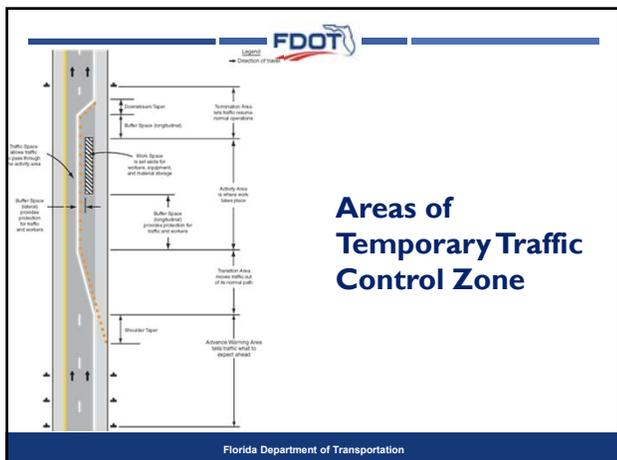 FDOT
Legend
Direction of travel
Downstream Taper
Buffer Space (longitudinal)
Termination Area
lets traffic resume
normal operations
Traffic Space
allows traffic
to pass through
the activity area
Work Space
is set aside for
workers, equipment,
and material storage
Activity Area
is where work
takes place
Buffer Space
(lateral)
provides
protection
for traffic
and workers
Buffer Space
(longitudinal)
provides protection for
traffic and workers
Areas of
Temporary Traffic
Control Zone
Transition Area
moves traffic out
of its normal path
Shoulder Taper
Advance Warning Area
tells traffic what to
expect ahead
Florida Department of Transportation